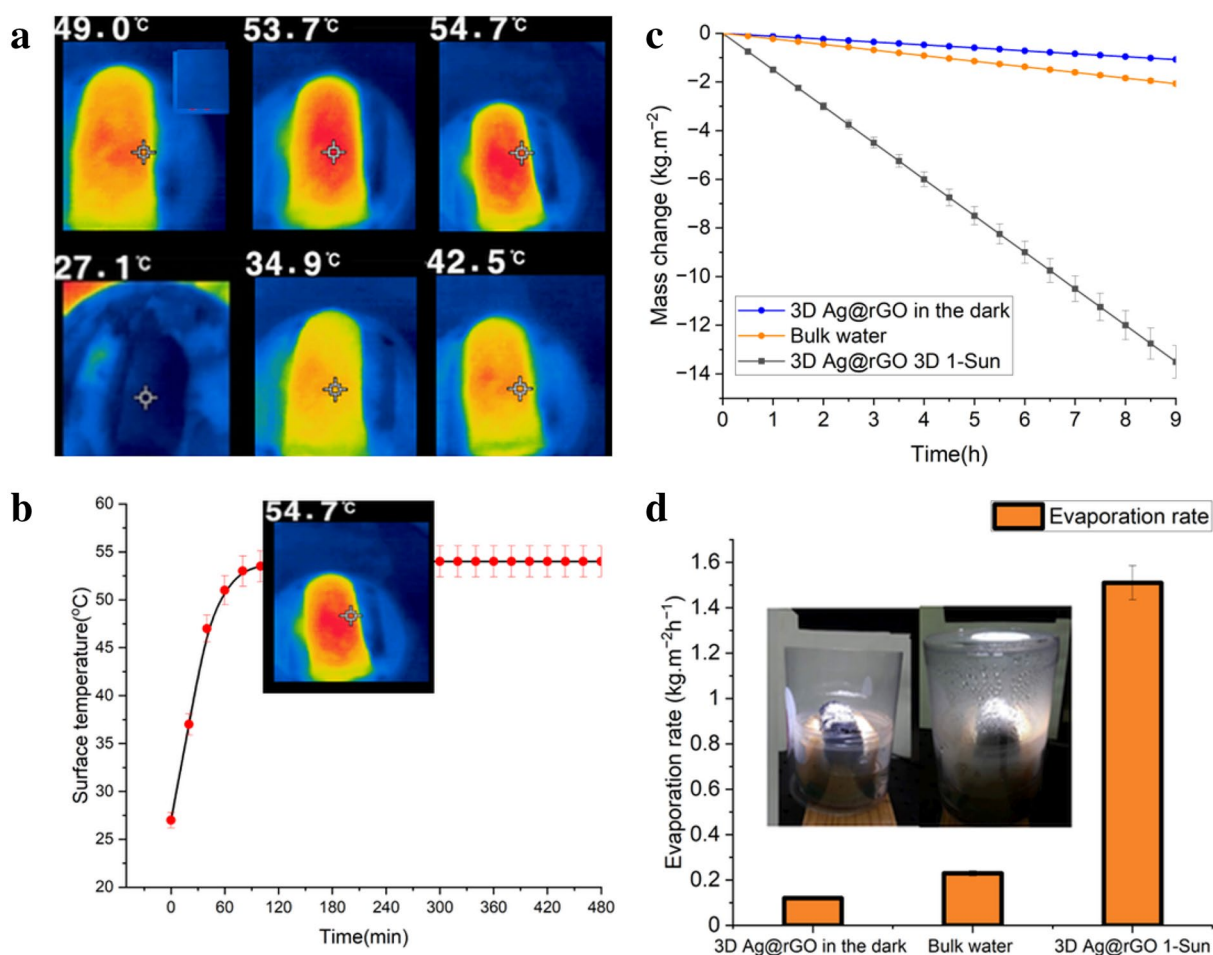 a
49.0℃
53.7℃
54.7℃
27.1℃
34.9℃
42.5℃
b
54.7℃
Surface temperature(ºC)
60
55
50
45
40
35
30
25
20
0 60 120 180 240 300 360 420 480
Time(min)
c
Mass change (kg.m⁻²)
0
−2
−4
−6
−8
−10
−12
−14
3D Ag@rGO in the dark
Bulk water
3D Ag@rGO 3D 1-Sun
0 1 2 3 4 5 6 7 8 9
Time(h)
d
Evaporation rate
Evaporation rate (kg.m⁻²h⁻¹)
1.6
1.4
1.2
1
0.8
0.6
0.4
0.2
0
3D Ag@rGO in the dark Bulk water 3D Ag@rGO 1-Sun